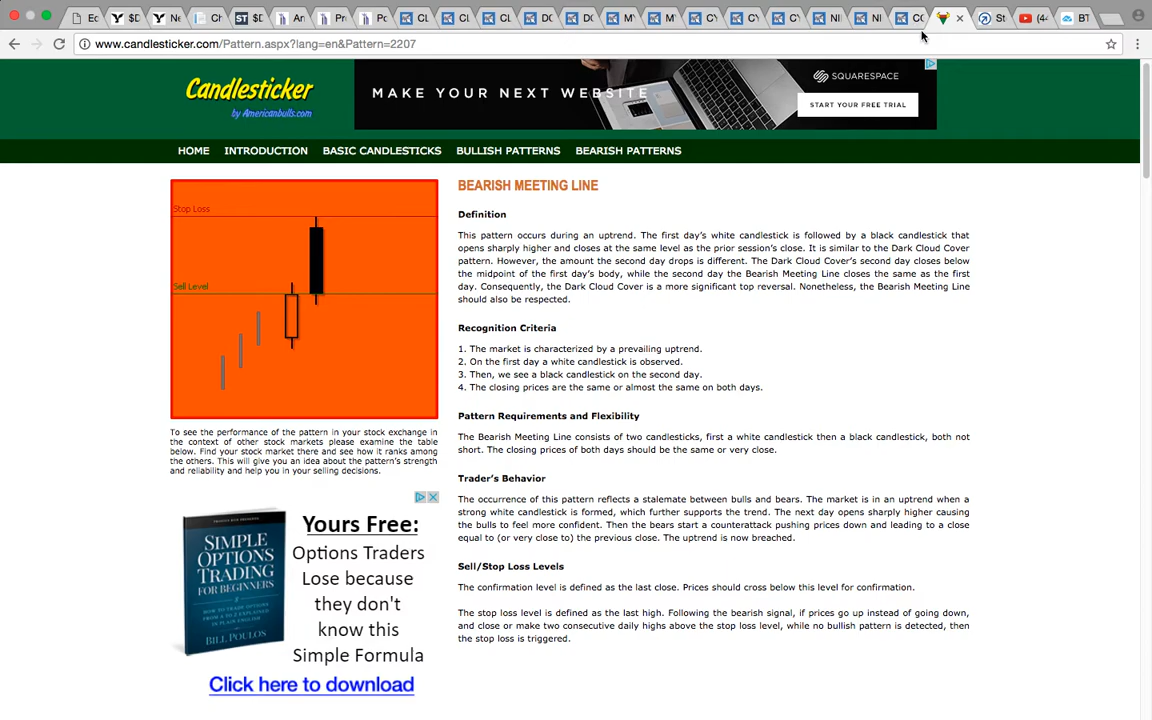 Ec $D Ne Ch $D An Pr Pc CL CL CL DC DC M' M' C' C' C' NI NI CC St (4‹ BT
www.candlesticker.com/Pattern.aspx?lang=en&Pattern=2207
Candlesticker
by Americanbulls.com
MAKE YOUR NEXT WEBSITE
SQUARESPACE
START YOUR FREE TRIAL
HOME INTRODUCTION BASIC CANDLESTICKS BULLISH PATTERNS BEARISH PATTERNS
Stop Loss
Sell Level
To see the performance of the pattern in your stock exchange in
the context of other stock markets please examine the table
below. Find your stock market there and see how it ranks among
the others. This will give you an idea about the pattern's strength
and reliability and help you in your selling decisions.
SIMPLE
OPTIONS
TRADING
FOR BEGINNERS
BILL POULOS
Yours Free:
Options Traders
Lose because
they don't
know this
Simple Formula
Click here to download
BEARISH MEETING LINE
Definition
This pattern occurs during an uptrend. The first day's white candlestick is followed by a black candlestick that
opens sharply higher and closes at the same level as the prior session's close. It is similar to the Dark Cloud Cover
pattern. However, the amount the second day drops is different. The Dark Cloud Cover's second day closes below
the midpoint of the first day's body, while the second day the Bearish Meeting Line closes the same as the first
day. Consequently, the Dark Cloud Cover is a more significant top reversal. Nonetheless, the Bearish Meeting Line
should also be respected.
Recognition Criteria
1. The market is characterized by a prevailing uptrend.
2. On the first day a white candlestick is observed.
3. Then, we see a black candlestick on the second day.
4. The closing prices are the same or almost the same on both days.
Pattern Requirements and Flexibility
The Bearish Meeting Line consists of two candlesticks, first a white candlestick then a black candlestick, both not
short. The closing prices of both days should be the same or very close.
Trader's Behavior
The occurrence of this pattern reflects a stalemate between bulls and bears. The market is in an uptrend when a
strong white candlestick is formed, which further supports the trend. The next day opens sharply higher causing
the bulls to feel more confident. Then the bears start a counterattack pushing prices down and leading to a close
equal to (or very close to) the previous close. The uptrend is now breached.
Sell/Stop Loss Levels
The confirmation level is defined as the last close. Prices should cross below this level for confirmation.
The stop loss level is defined as the last high. Following the bearish signal, if prices go up instead of going down,
and close or make two consecutive daily highs above the stop loss level, while no bullish pattern is detected, then
the stop loss is triggered.